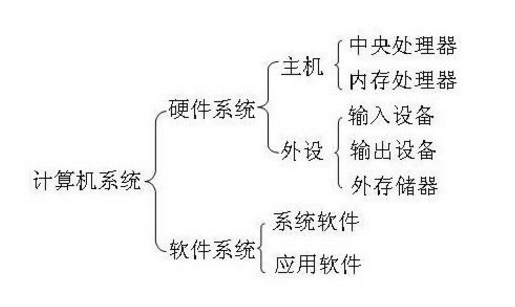 计算机系统
硬件系统
主机
中央处理器
内存处理器
外设
输入设备
输出设备
外存储器
软件系统
系统软件
应用软件